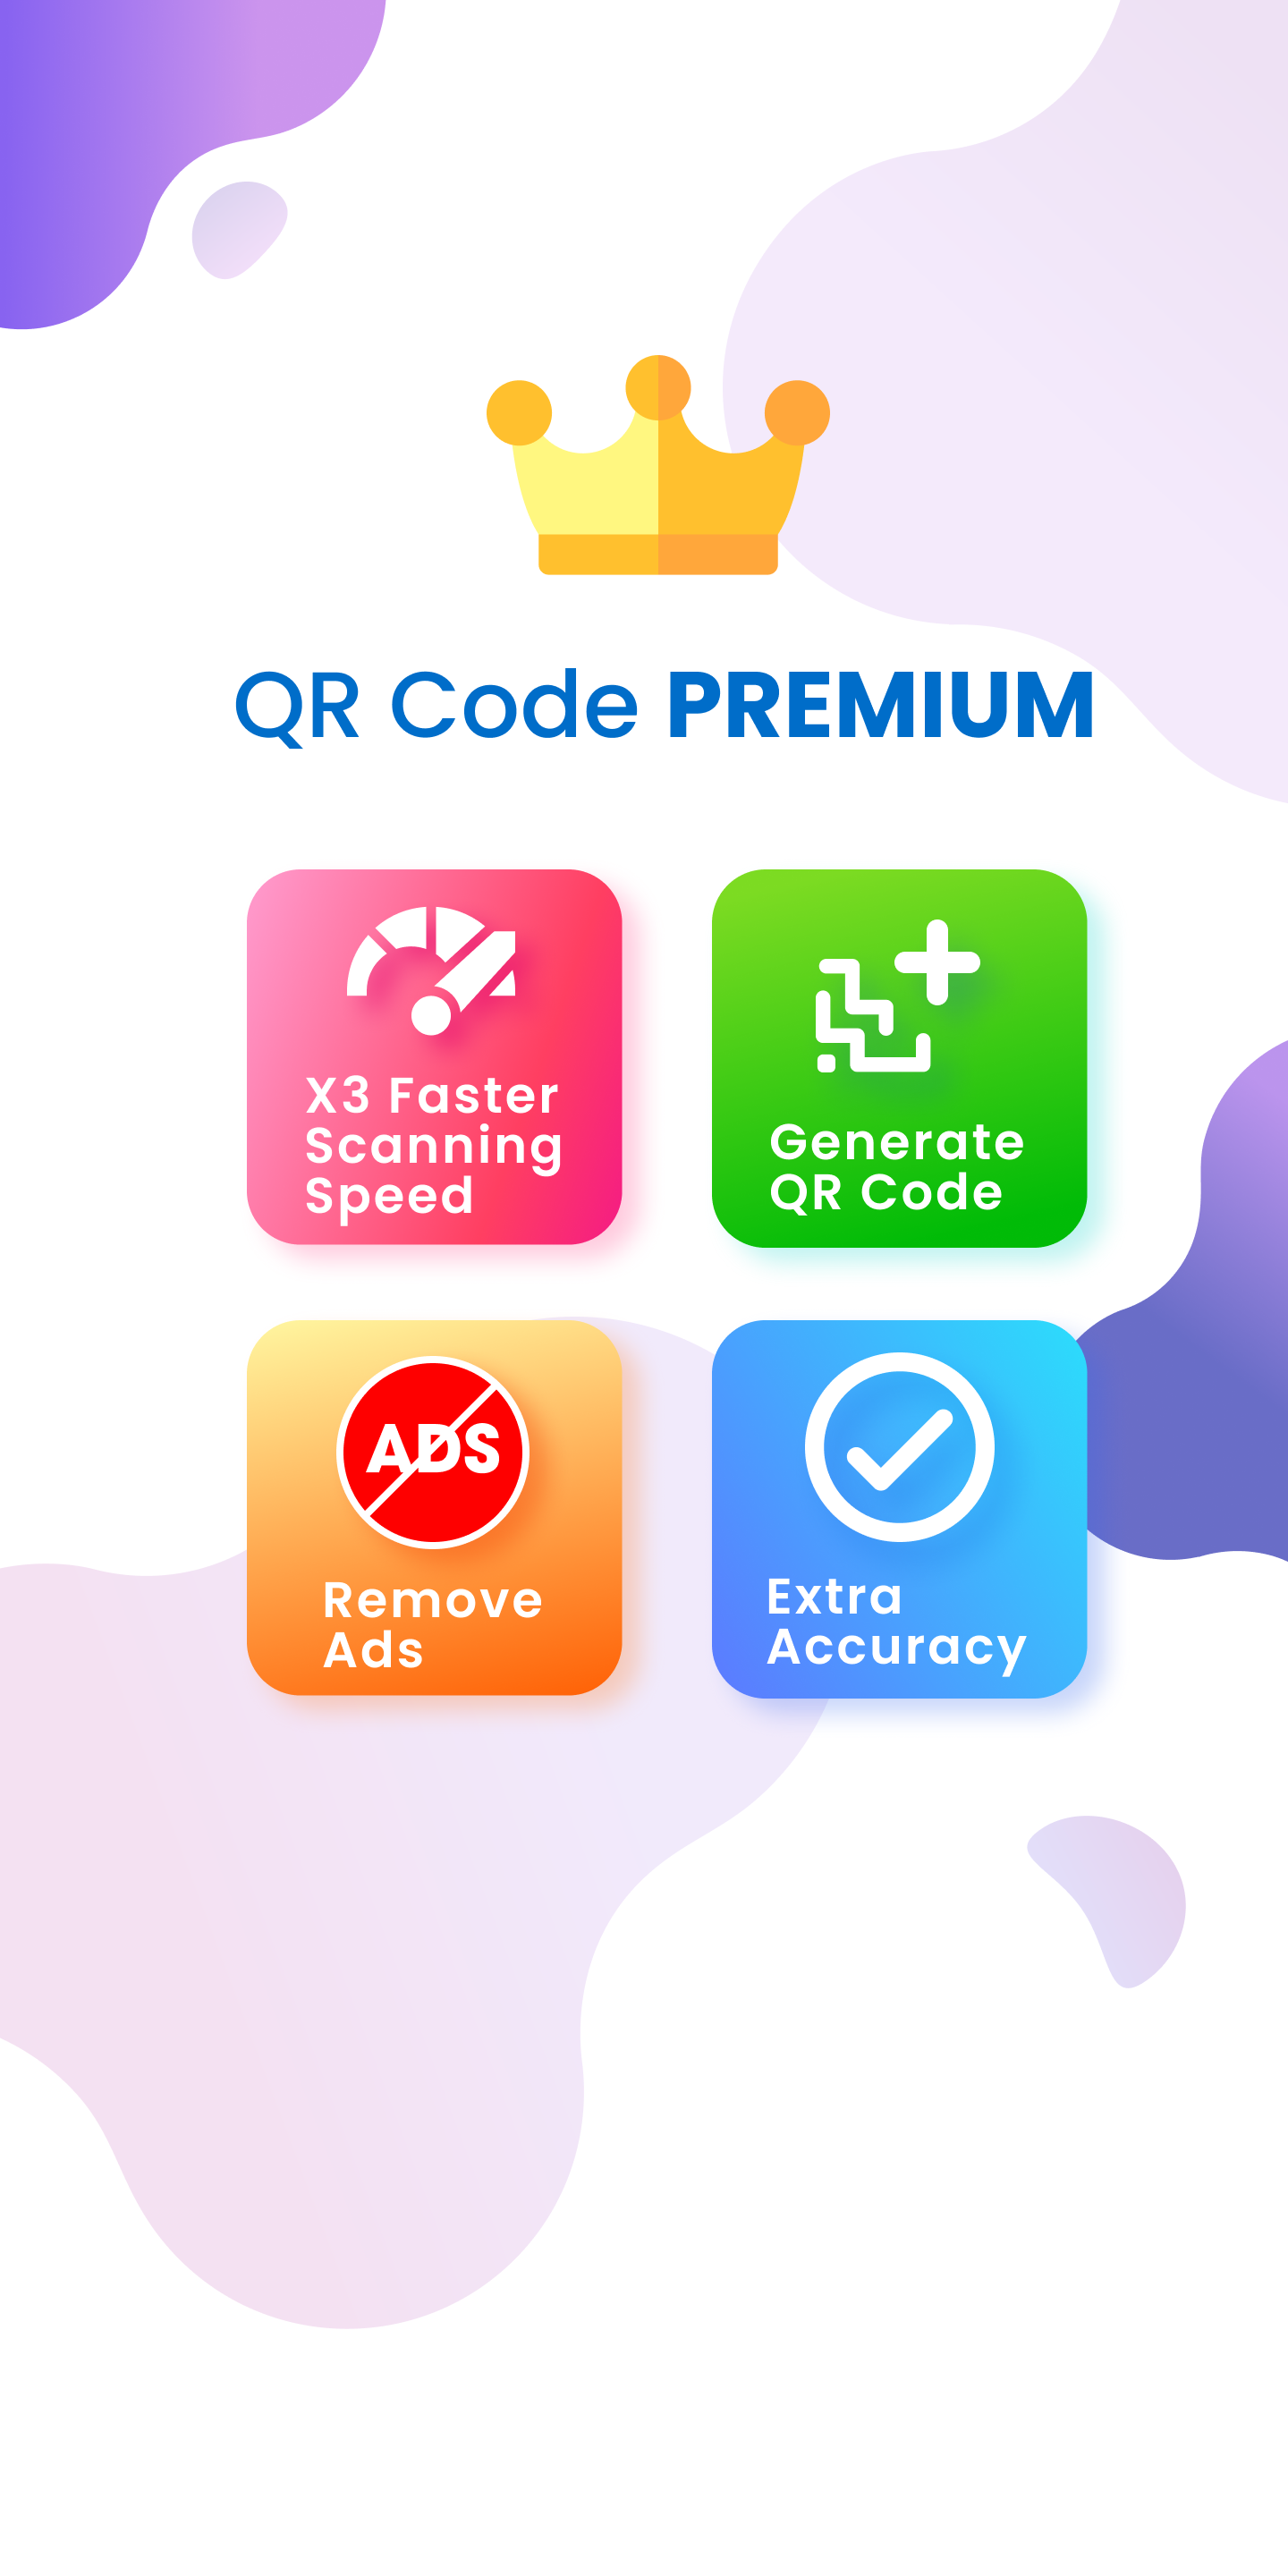 QR Code PREMIUM
X3 Faster
Scanning
Speed
Generate
QR Code
ADS
Remove
Ads
Extra
Accuracy